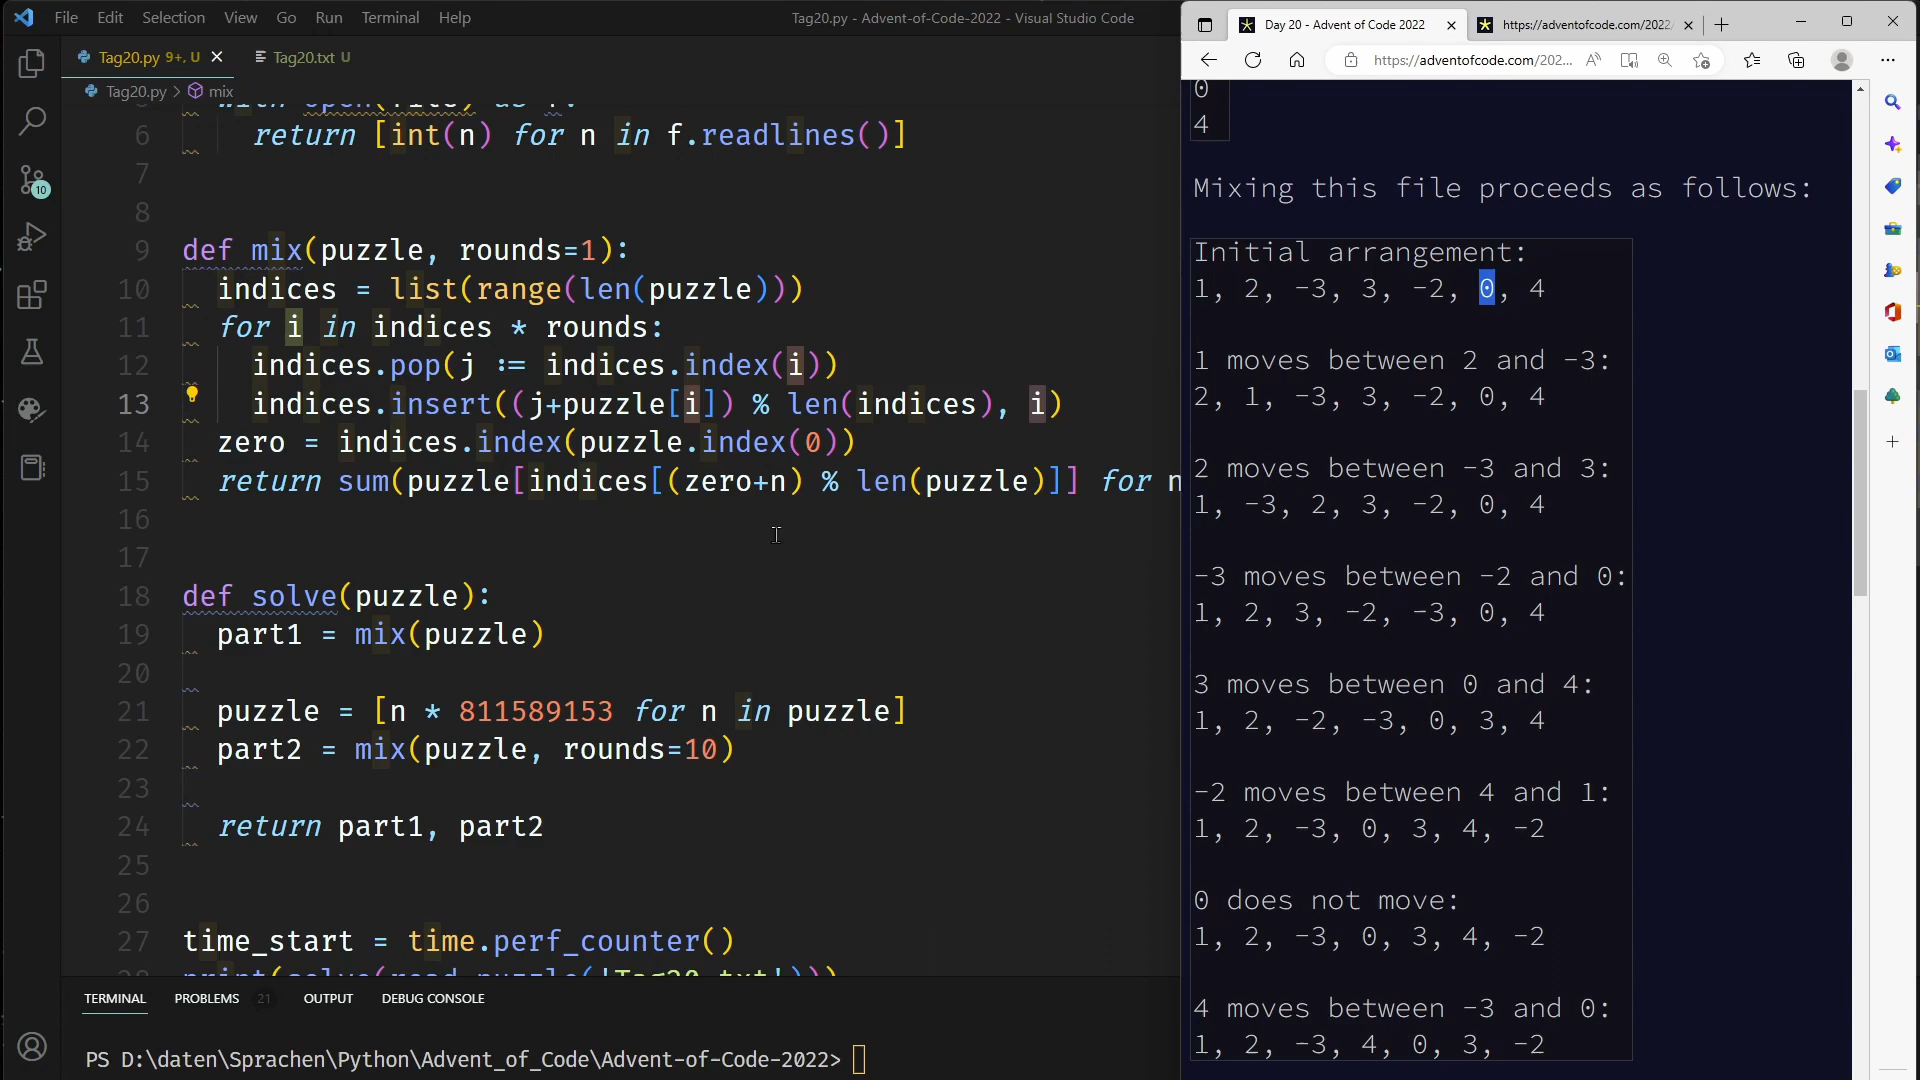 File Edit Selection View Go Run Terminal Help
Tag20.py - Advent-of-Code-2022 - Visual Studio Code
Tag20.py 9+, U
Tag20.txt U
Tag20.py > mix
6 return [int(n) for n in f.readlines()]
7
8
9 def mix(puzzle, rounds=1):
10 indices = list(range(len(puzzle)))
11 for i in indices * rounds:
12 indices.pop(j := indices.index(i))
13 indices.insert((j+puzzle[i]) % len(indices), i)
14 zero = indices.index(puzzle.index(0))
15 return sum(puzzle[indices[(zero+n) % len(puzzle)]] for n
16
17
18 def solve(puzzle):
19 part1 = mix(puzzle)
20
21 puzzle = [n * 811589153 for n in puzzle]
22 part2 = mix(puzzle, rounds=10)
23
24 return part1, part2
25
26
27 time_start = time.perf_counter()
TERMINAL PROBLEMS 21 OUTPUT DEBUG CONSOLE
PS D:\daten\Sprachen\Python\Advent_of_Code\Advent-of-Code-2022>
10
Day 20 - Advent of Code 2022
https://adventofcode.com/2022/
https://adventofcode.com/202...
0
4
Mixing this file proceeds as follows:
Initial arrangement:
1, 2, -3, 3, -2, 0, 4
1 moves between 2 and -3:
2, 1, -3, 3, -2, 0, 4
2 moves between -3 and 3:
1, -3, 2, 3, -2, 0, 4
-3 moves between -2 and 0:
1, 2, 3, -2, -3, 0, 4
3 moves between 0 and 4:
1, 2, -2, -3, 0, 3, 4
-2 moves between 4 and 1:
1, 2, -3, 0, 3, 4, -2
0 does not move:
1, 2, -3, 0, 3, 4, -2
4 moves between -3 and 0:
1, 2, -3, 4, 0, 3, -2